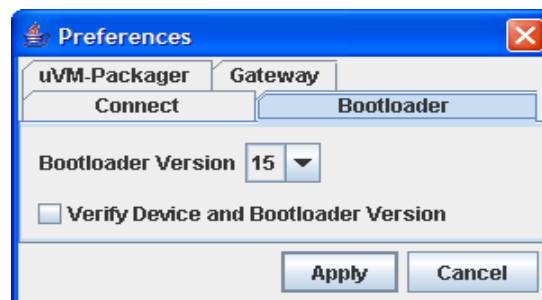 Preferences
uVM-Packager Gateway
Connect Bootloader
Bootloader Version 15
Verify Device and Bootloader Version
Apply Cancel